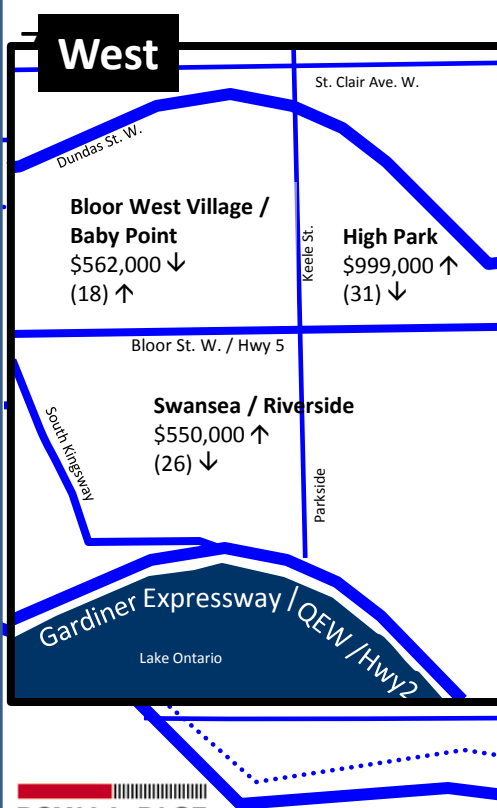 West
St. Clair Ave. W.
Dundas St. W.
Bloor West Village /
Baby Point
$562,000 ↓
(18) ↑
Keele St.
High Park
$999,000 ↑
(31) ↓
Bloor St. W. / Hwy 5
South Kingsway
Swansea / Riverside
$550,000 ↑
(26) ↓
Parkside
Gardiner Expressway / QEW /Hwy2
Lake Ontario